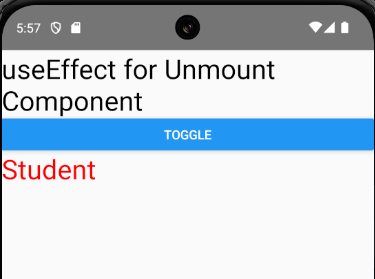 5:57
useEffect for Unmount
Component
TOGGLE
Student